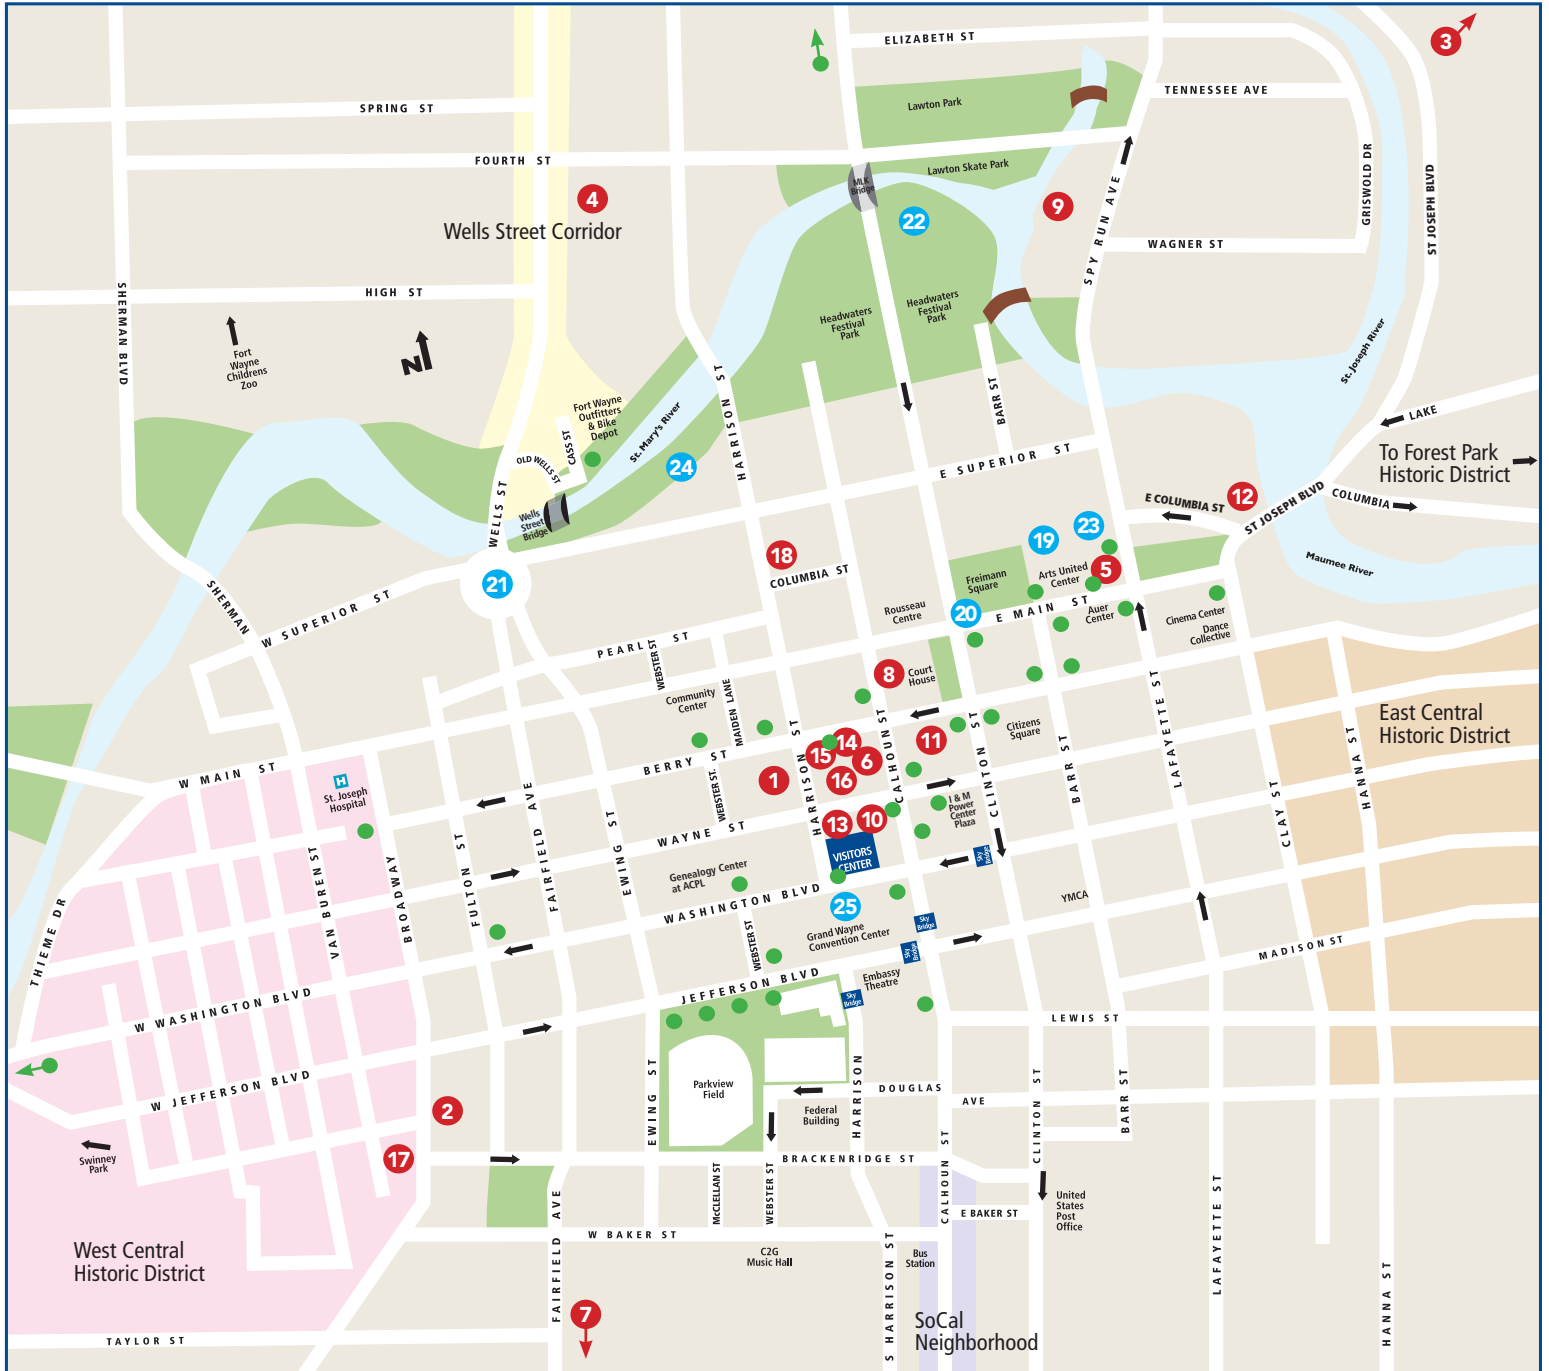 ELIZABETH ST
3
Lawton Park
TENNESSEE AVE
SPRING ST
FOURTH ST
Lawton Skate Park
MLK
Bridge
GRISWOLD DR
ST JOSEPH BLVD
4
9
22
Wells Street Corridor
SPY RUN AVE
WAGNER ST
HIGH ST
SHERMAN BLVD
Headwaters
Festival
Park
Headwaters
Festival
Park
Fort
Wayne
Childrens
Zoo
N
St. Joseph River
HARRISON ST
BARR ST
Fort Wayne
Outfitters
& Bike
Depot
CASS ST
St. Mary's River
LAKE
To Forest Park
Historic District
OLD WELLS ST
24
E SUPERIOR ST
WELLS ST
Wells
Street
Bridge
E COLUMBIA ST
12
ST JOSEPH BLVD
COLUMBIA
23
19
18
COLUMBIA ST
Maumee River
21
Freimann
Square
Arts United
Center
5
SHERMAN
W SUPERIOR ST
Rousseau
Centre
20
E MAIN ST
Auer
Center
Cinema Center
Dance
Collective
PEARL ST
WEBSTER ST
MAIDEN LANE
Community
Center
8
Court
House
LAFAYETTE ST
East Central
Historic District
HARRISON ST
CALHOUN ST
CLINTON ST
Citizens
Square
BARR ST
HANNA ST
W MAIN ST
BERRY ST
14
15
6
11
H
St. Joseph
Hospital
1
16
WEBSTER ST
I & M
Power
Center
Plaza
CLAY ST
FAIRFIELD AVE
EWING ST
WAYNE ST
13
10
VISITORS
CENTER
Sky
Bridge
FULTON ST
BROADWAY
VAN BUREN ST
THIEME DR
Genealogy Center
at ACPL
WASHINGTON BLVD
25
YMCA
Grand Wayne
Convention Center
Sky
Bridge
Sky
Bridge
WEBSTER ST
MADISON ST
JEFFERSON BLVD
Embassy
Theatre
Sky
Bridge
W WASHINGTON BLVD
LEWIS ST
W JEFFERSON BLVD
EWING ST
Parkview
Field
HARRISON
DOUGLAS
AVE
Federal
Building
CLINTON ST
BARR ST
2
17
Swinney
Park
BRACKENRIDGE ST
McCLELLAN ST
WEBSTER ST
CALHOUN ST
E BAKER ST
United
States
Post
Office
LAFAYETTE ST
FAIRFIELD AVE
W BAKER ST
West Central
Historic District
C2G
Music Hall
S HARRISON ST
Bus
Station
HANNA ST
7
SoCal
Neighborhood
TAYLOR ST